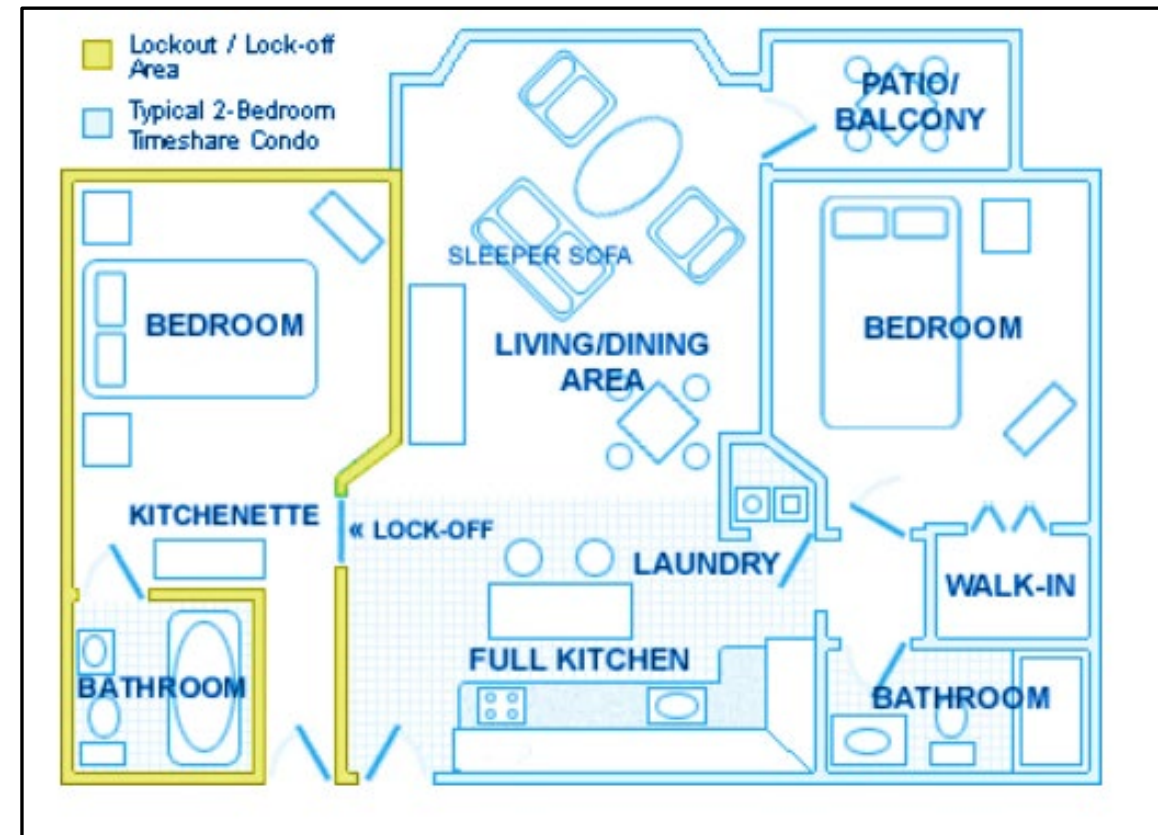 Lockout / Lock-off
Area
Typical 2-Bedroom
Timeshare Condo
PATIO/
BALCONY
SLEEPER SOFA
BEDROOM
LIVING/DINING
AREA
BEDROOM
KITCHENETTE
« LOCK-OFF
LAUNDRY
WALK-IN
FULL KITCHEN
BATHROOM
BATHROOM